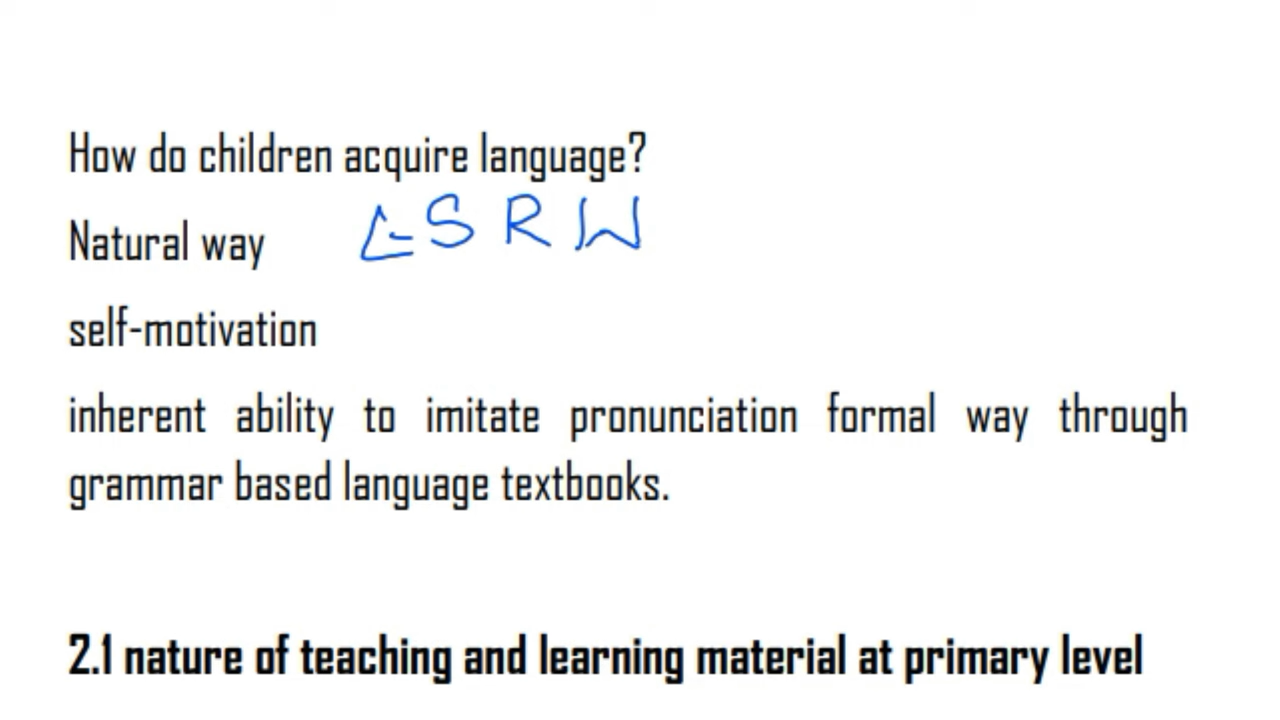 How do children acquire language?
Natural way LSRW
self-motivation
inherent ability to imitate pronunciation formal way through
grammar based language textbooks.
2.1 nature of teaching and learning material at primary level